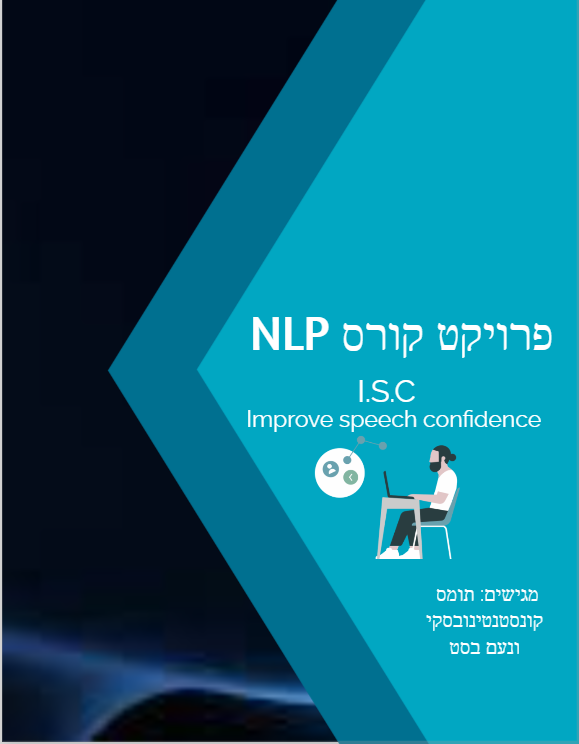 פרויקט קורס NLP
I.S.C
Improve speech confidence
מגישים: תומס
קונסטנטינובסקי
ונעם בסט